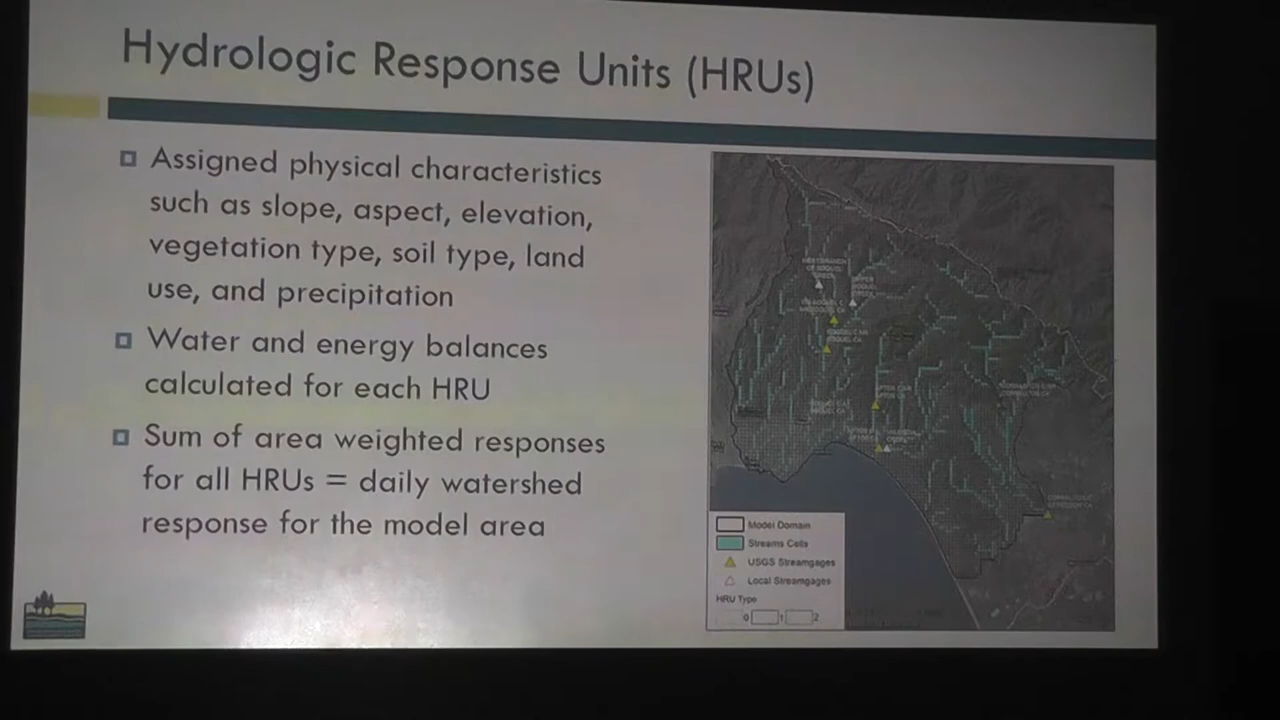 Hydrologic Response Units (HRUs)
Assigned physical characteristics
such as slope, aspect, elevation,
vegetation type, soil type, land
use, and precipitation
Water and energy balances
calculated for each HRU
Sum of area weighted responses
for all HRUs = daily watershed
response for the model area
Model Domain
Streams Cells
USGS Streamgages
Local Streamgages
HRU Type
0 1 2